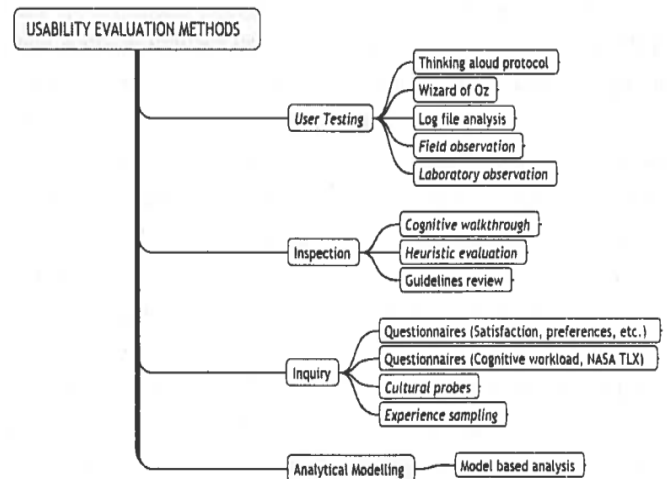 USABILITY EVALUATION METHODS
User Testing
Thinking aloud protocol
Wizard of Oz
Log file analysis
Field observation
Laboratory observation
Inspection
Cognitive walkthrough
Heuristic evaluation
Guidelines review
Inquiry
Questionnaires (Satisfaction, preferences, etc.)
Questionnaires (Cognitive workload, NASA TLX)
Cultural probes
Experience sampling
Analytical Modelling
Model based analysis